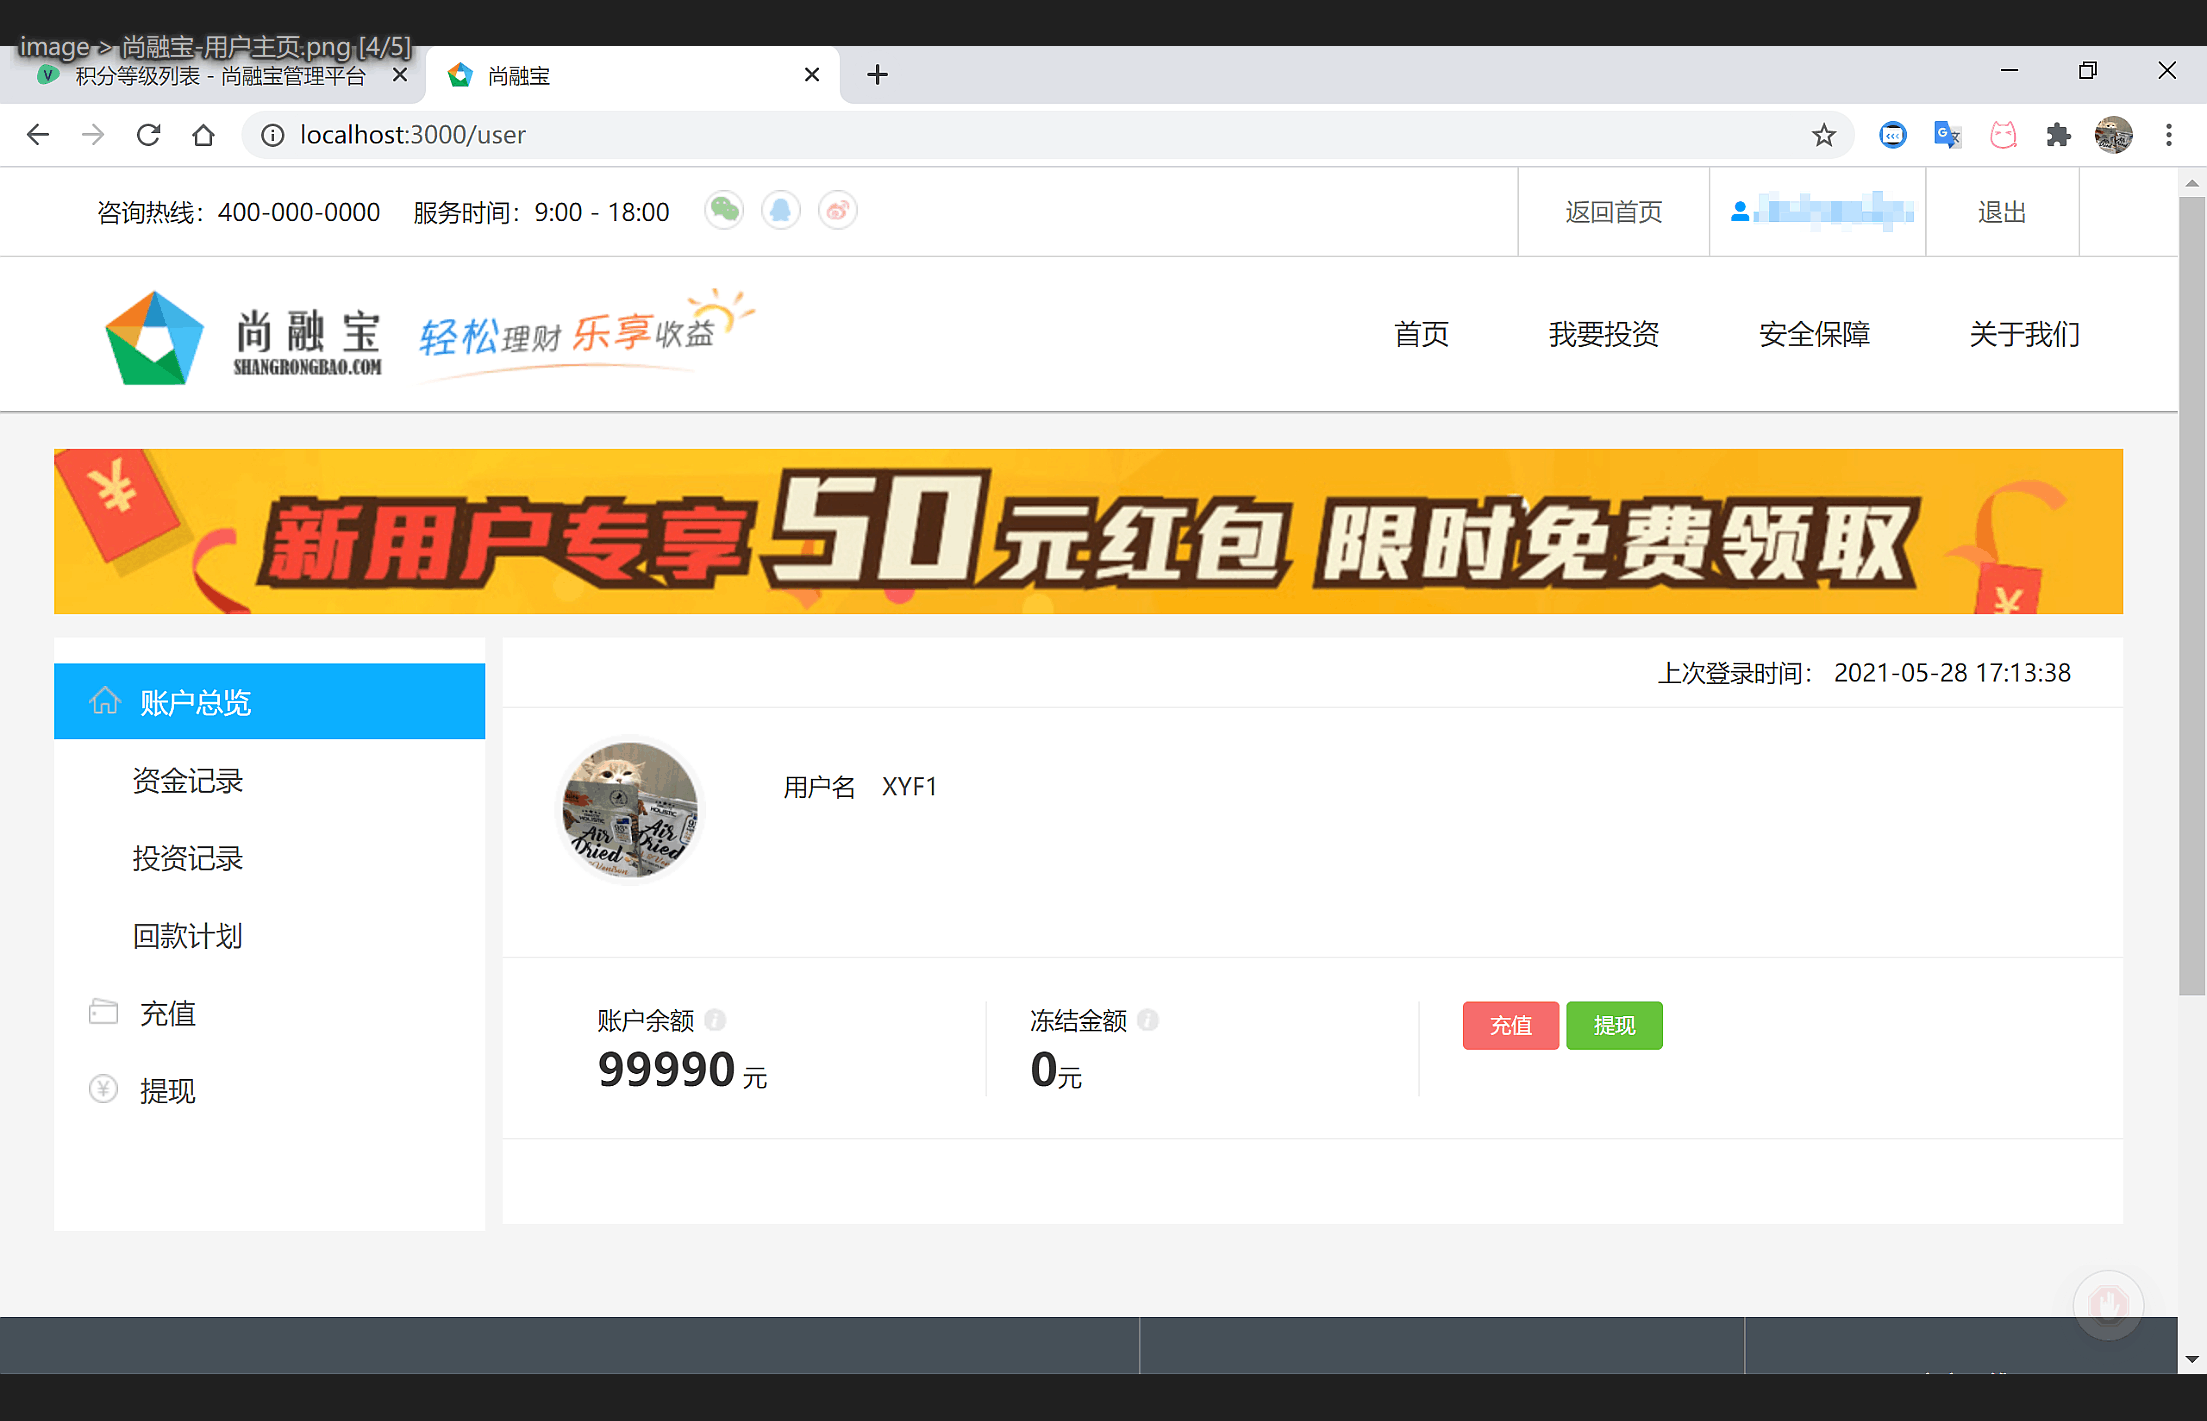 image > 尚融宝-用户主页.png [4/5]
积分等级列表 - 尚融宝管理平台
尚融宝
localhost:3000/user
咨询热线：400-000-0000 服务时间：9:00 - 18:00
返回首页
退出
尚融宝
SHANGRONGBAO.COM
轻松理财 乐享收益
首页 我要投资 安全保障 关于我们
新用户专享50元红包 限时免费领取
账户总览
资金记录
投资记录
回款计划
充值
提现
上次登录时间： 2021-05-28 17:13:38
用户名 XYF1
HOLISTIC
Air
Dried
Air
Dried
账户余额
99990 元
冻结金额
0元
充值 提现